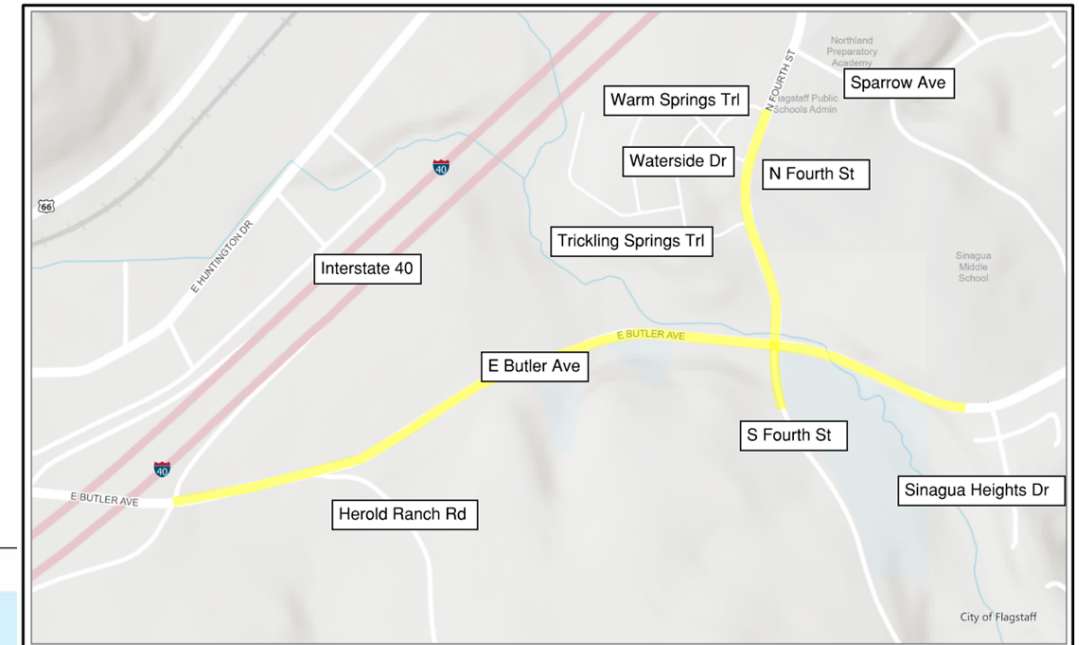 Northland
Preparatory
Academy
Sparrow Ave
N FOURTH ST
Warm Springs Trl
Flagstaff Public
Schools Admin
40
Waterside Dr
N Fourth St
66
E HUNTINGTON DR
Trickling Springs Trl
Interstate 40
Sinagua
Middle
School
E BUTLER AVE
E Butler Ave
S Fourth St
40
E BUTLER AVE
Sinagua Heights Dr
Herold Ranch Rd
City of Flagstaff